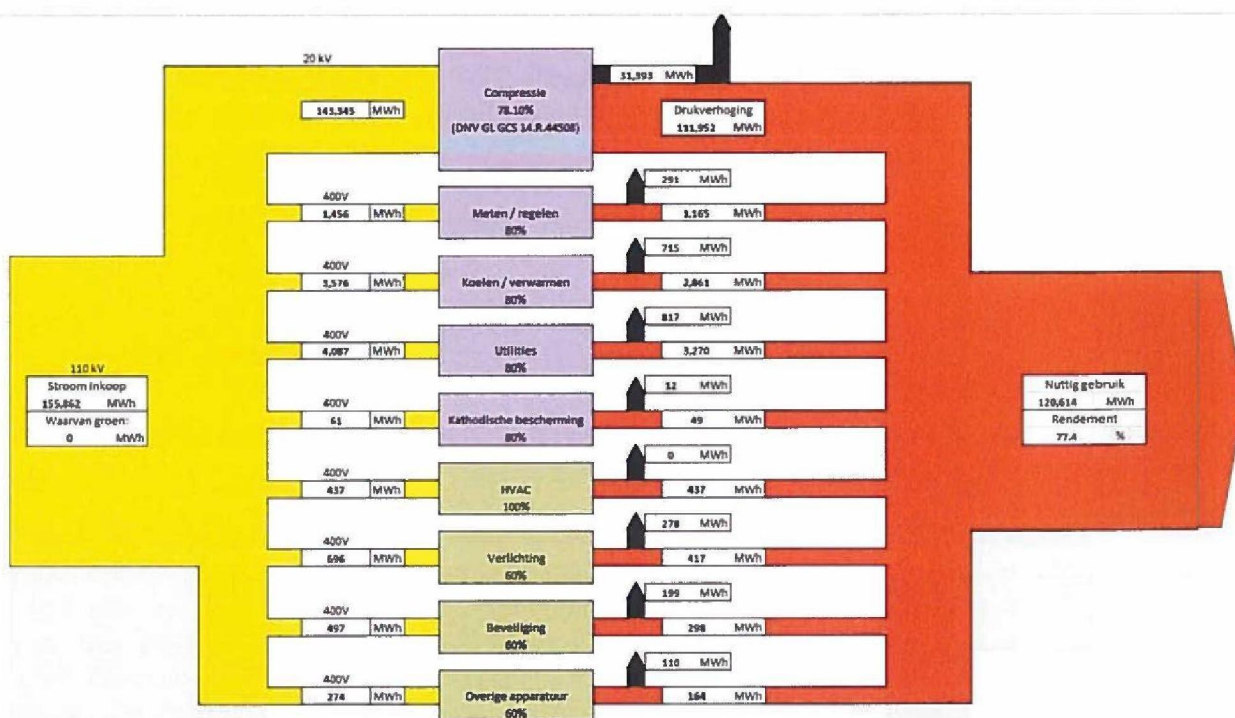 20 kV
31,393 MWh
143,345 MWh
Compressie
78.10%
(DNV GL GCS 14.R.44508)
Drukverhoging
111,952 MWh
291 MWh
400V
1,456 MWh
Meten / regelen
80%
1,165 MWh
715 MWh
400V
3,576 MWh
Koelen / verwarmen
80%
2,861 MWh
817 MWh
400V
4,087 MWh
Utilities
80%
3,270 MWh
110 kV
Stroom Inkoop
155,862 MWh
Waarvan groen:
0 MWh
12 MWh
400V
61 MWh
Kathodische bescherming
80%
49 MWh
Nuttig gebruik
120,614 MWh
Rendement
77.4 %
0 MWh
400V
437 MWh
HVAC
100%
437 MWh
278 MWh
400V
696 MWh
Verlichting
60%
417 MWh
199 MWh
400V
497 MWh
Beveiliging
60%
298 MWh
110 MWh
400V
274 MWh
Overige apparatuur
60%
164 MWh